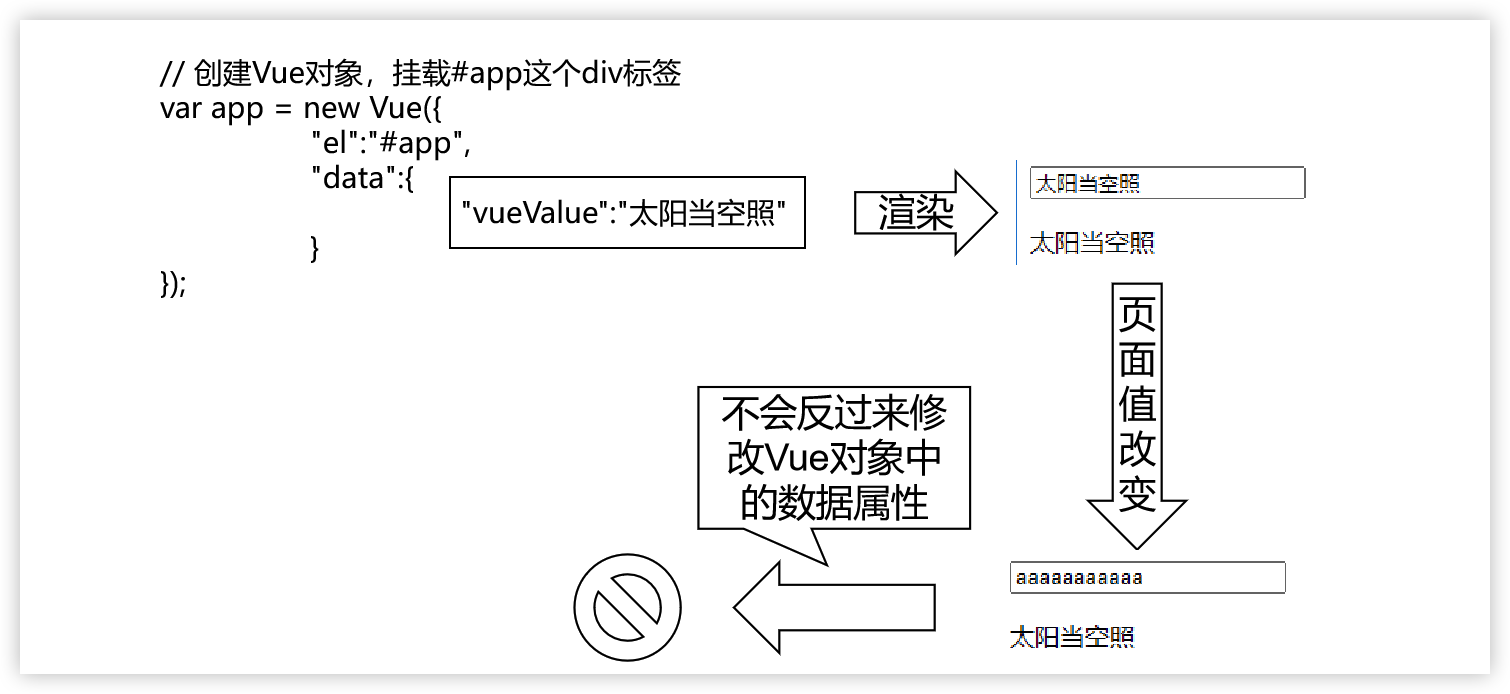 // 创建Vue对象，挂载#app这个div标签
var app = new Vue({
"el":"#app",
"data":{
"vueValue":"太阳当空照"
}
});
渲染
太阳当空照
太阳当空照
页
面
值
改
变
不会反过来修
改Vue对象中
的数据属性
aaaaaaaaaaa
太阳当空照